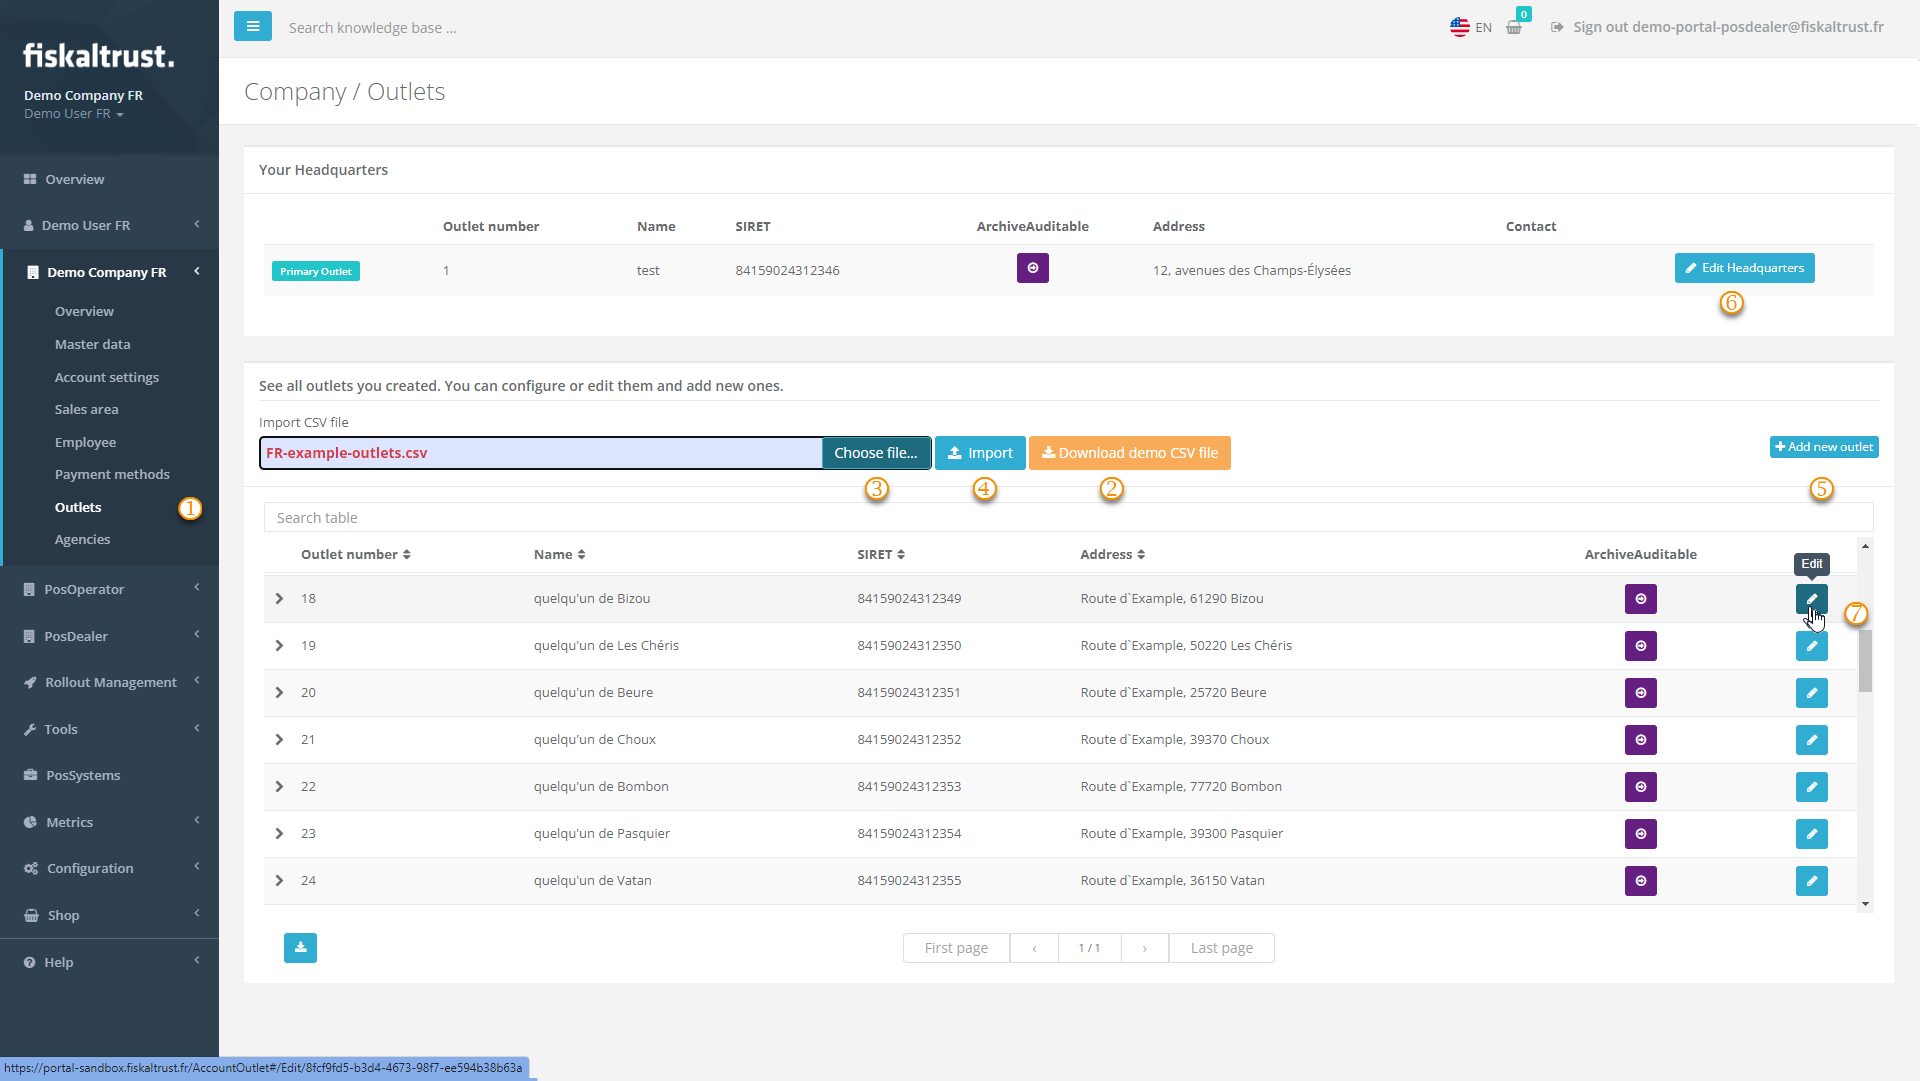 fiskaltrust.
Demo Company FR
Demo User FR
Overview
Demo User FR
Demo Company FR
Overview
Master data
Account settings
Sales area
Employee
Payment methods
Outlets
1
Agencies
PosOperator
PosDealer
Rollout Management
Tools
PosSystems
Metrics
Configuration
Shop
Help
Search knowledge base ...
EN
0
Sign out demo-portal-posdealer@fiskaltrust.fr
Company / Outlets
Your Headquarters
Outlet number Name SIRET ArchiveAuditable Address Contact
Primary Outlet 1 test 84159024312346 12, avenues des Champs-Élysées Edit Headquarters
6
See all outlets you created. You can configure or edit them and add new ones.
Import CSV file
FR-example-outlets.csv Choose file... Import Download demo CSV file + Add new outlet
3 4 2 5
Search table
Outlet number Name SIRET Address ArchiveAuditable
Edit
18 quelqu'un de Bizou 84159024312349 Route d`Example, 61290 Bizou
7
19 quelqu'un de Les Chéris 84159024312350 Route d`Example, 50220 Les Chéris
20 quelqu'un de Beure 84159024312351 Route d`Example, 25720 Beure
21 quelqu'un de Choux 84159024312352 Route d`Example, 39370 Choux
22 quelqu'un de Bombon 84159024312353 Route d`Example, 77720 Bombon
23 quelqu'un de Pasquier 84159024312354 Route d`Example, 39300 Pasquier
24 quelqu'un de Vatan 84159024312355 Route d`Example, 36150 Vatan
First page ‹ 1 / 1 › Last page
https://portal-sandbox.fiskaltrust.fr/AccountOutlet#/Edit/8fcf9fd5-b3d4-4673-98f7-ee594b38b63a